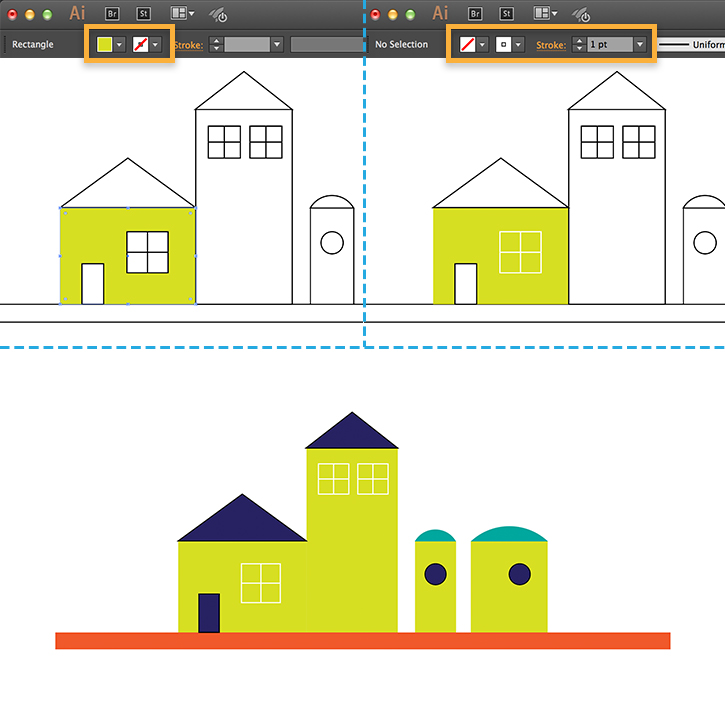 Ai Br St
Rectangle Stroke:
Ai Br St
No Selection Stroke: 1 pt Uniform